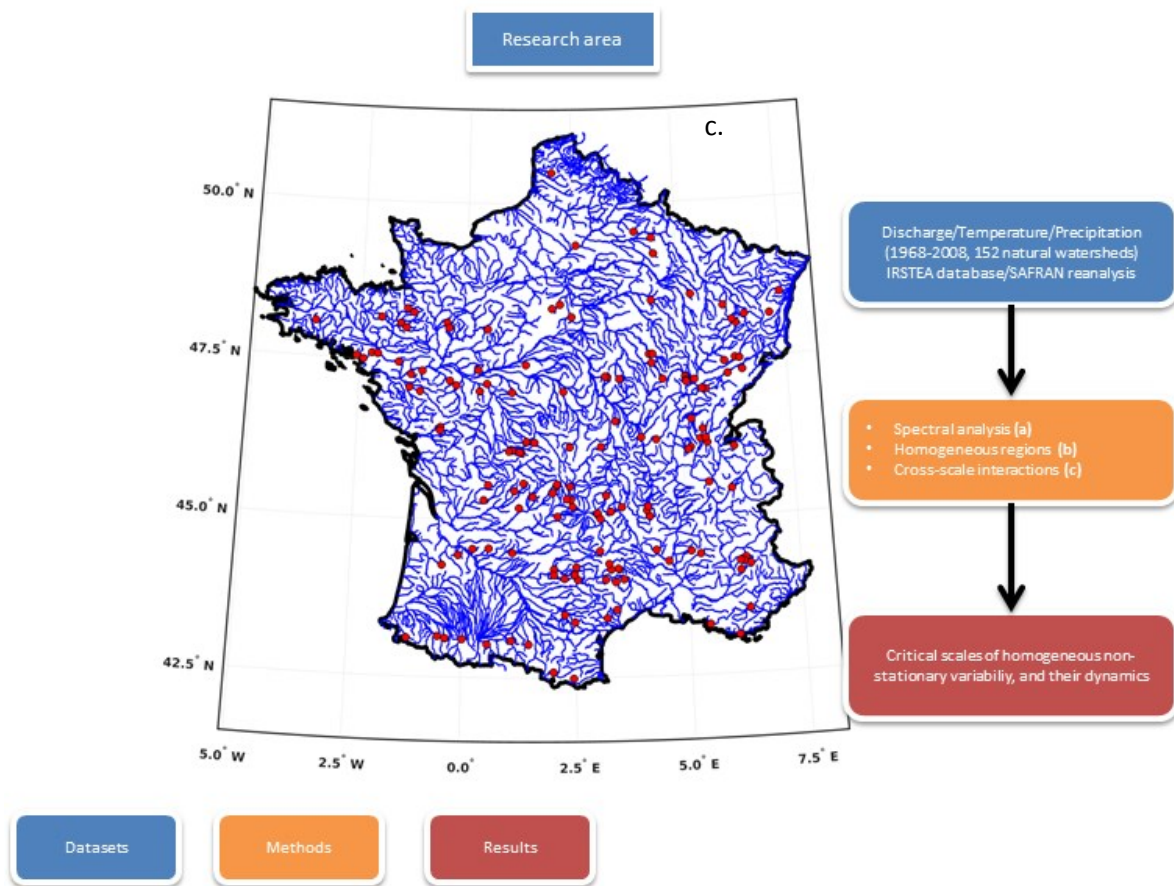 Research area
c.
50.0° N
47.5° N
45.0° N
42.5° N
5.0° W
2.5° W
0.0°
2.5° E
5.0° E
7.5° E
Discharge/Temperature/Precipitation
(1968-2008, 152 natural watersheds)
IRSTEA database/SAFRAN reanalysis
• Spectral analysis (a)
• Homogeneous regions (b)
• Cross-scale interactions (c)
Critical scales of homogeneous non-
stationary variabiliy, and their dynamics
Datasets
Methods
Results